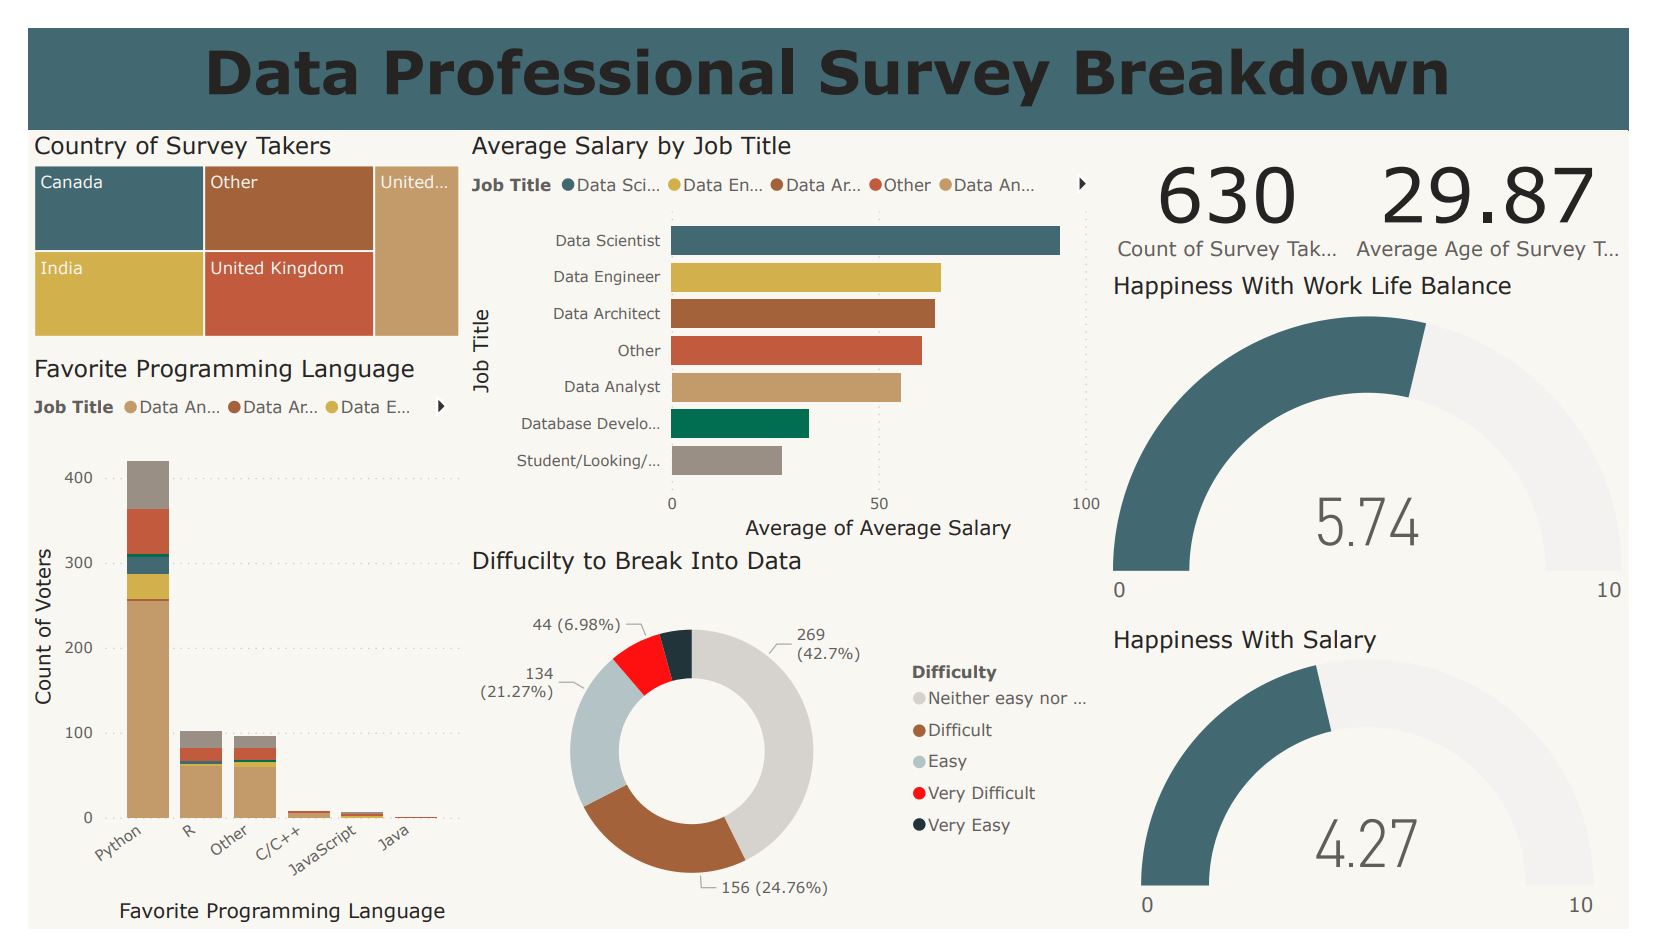 Data Professional Survey Breakdown
Country of Survey Takers
Canada
Other
United...
India
United Kingdom
Favorite Programming Language
Job Title
Data An...
Data Ar...
Data E...
Count of Voters
400
300
200
100
0
Python
R
Other
C/C++
JavaScript
Java
Favorite Programming Language
Average Salary by Job Title
Job Title
Data Sci...
Data En...
Data Ar...
Other
Data An...
Job Title
Data Scientist
Data Engineer
Data Architect
Other
Data Analyst
Database Develo...
Student/Looking/...
0
50
100
Average of Average Salary
Diffucilty to Break Into Data
44 (6.98%)
269
(42.7%)
134
(21.27%)
156 (24.76%)
Difficulty
Neither easy nor ...
Difficult
Easy
Very Difficult
Very Easy
630
Count of Survey Tak...
29.87
Average Age of Survey T...
Happiness With Work Life Balance
5.74
0
10
Happiness With Salary
4.27
0
10